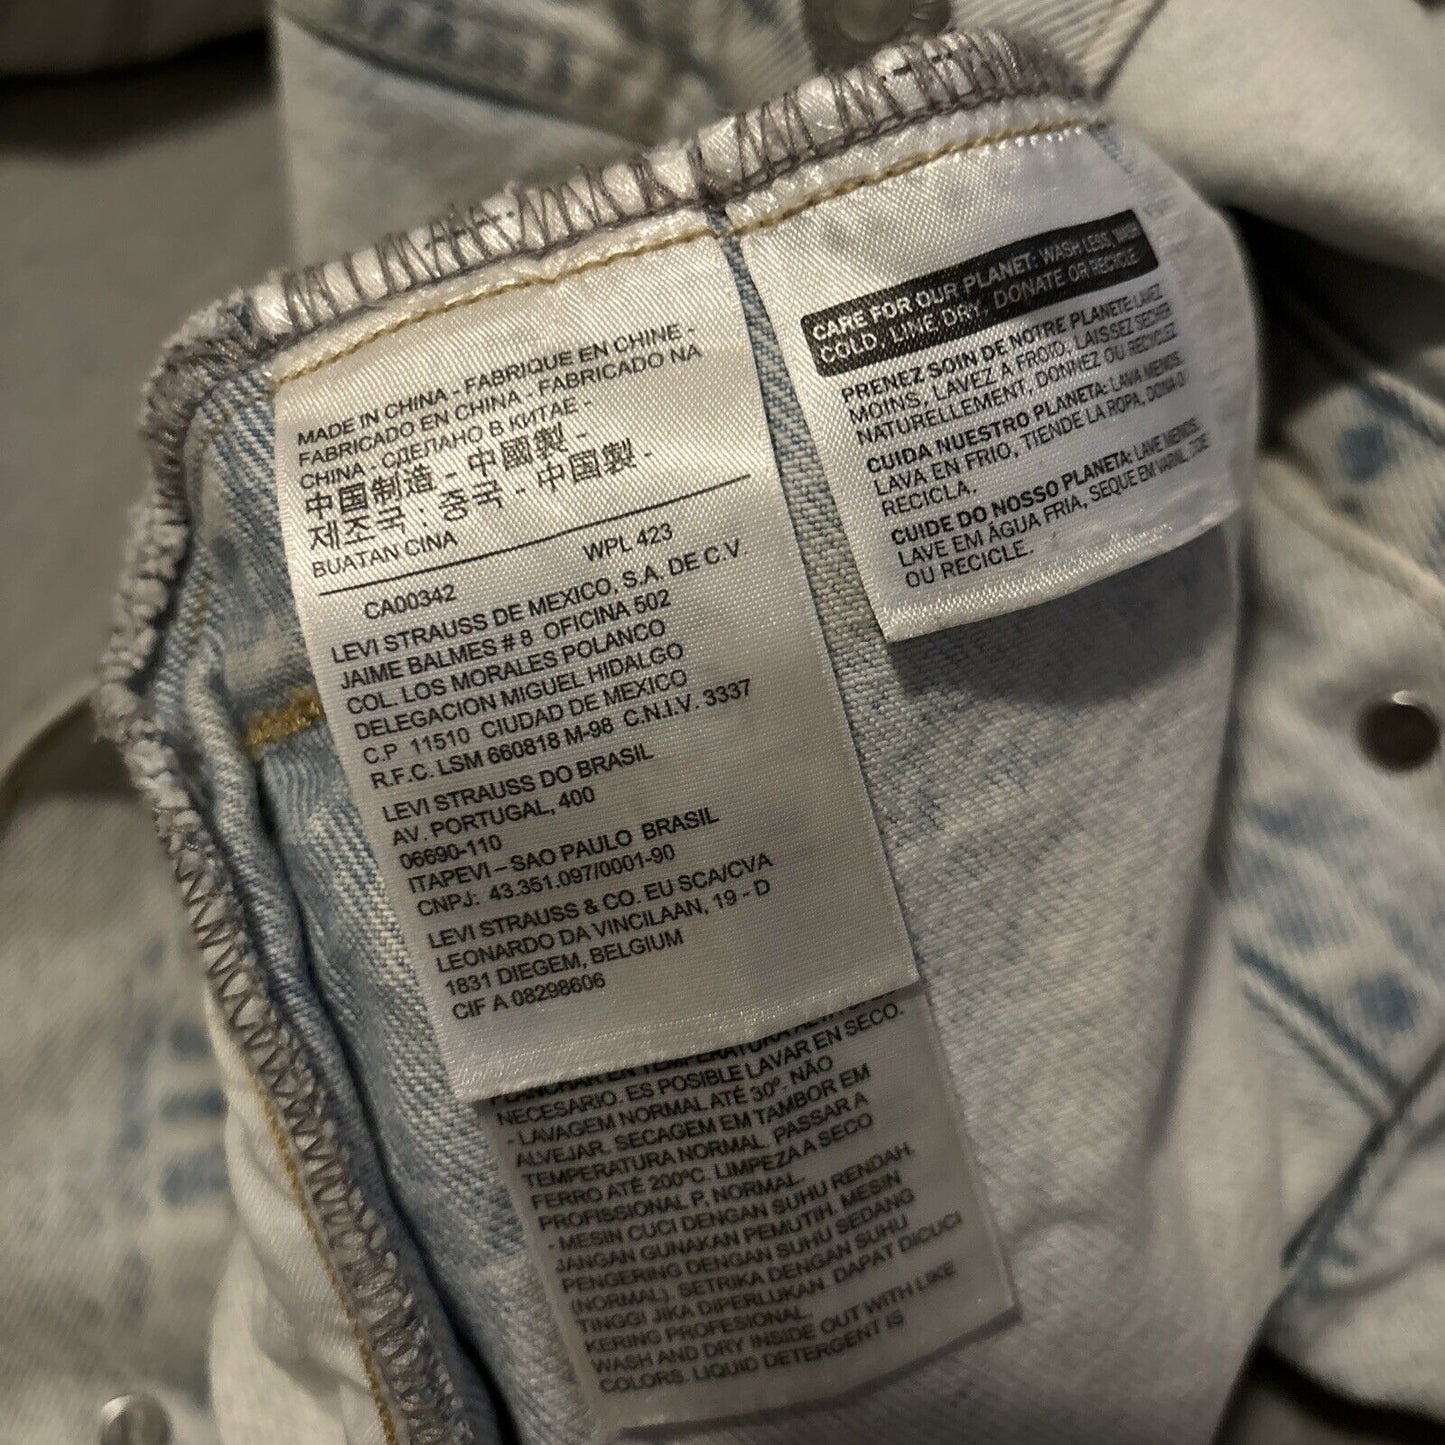 MADE IN CHINA - FABRIQUE EN CHINE -
FABRICADO EN CHINA - FABRICADO NA
CHINA - СДЕЛАНО В КИТАЕ -
中国制造 - 中國製 -
제조국 : 중국 - 中国製 -
BUATAN CINA
CA00342 WPL 423
LEVI STRAUSS DE MEXICO, S.A. DE C.V.
JAIME BALMES # 8 OFICINA 502
COL. LOS MORALES POLANCO
DELEGACION MIGUEL HIDALGO
C.P 11510 CIUDAD DE MEXICO
R.F.C. LSM 660818 M-98 C.N.I.V. 3337
LEVI STRAUSS DO BRASIL
AV. PORTUGAL, 400
06690-110
ITAPEVI – SAO PAULO BRASIL
CNPJ: 43.351.097/0001-90
LEVI STRAUSS & CO. EU SCA/CVA
LEONARDO DA VINCILAAN, 19 - D
1831 DIEGEM, BELGIUM
CIF A 08298606
PLANCHAR EN TEMPERATURA ALTA
NECESARIO. ES POSIBLE LAVAR EN SECO.
- LAVAGEM NORMAL ATÉ 30º. NÃO
ALVEJAR. SECAGEM EM TAMBOR EM
TEMPERATURA NORMAL. PASSAR A
FERRO ATÉ 200ºC. LIMPEZA A SECO
PROFISSIONAL P, NORMAL.
- MESIN CUCI DENGAN SUHU RENDAH.
JANGAN GUNAKAN PEMUTIH. MESIN
PENGERING DENGAN SUHU SEDANG
(NORMAL). SETRIKA DENGAN SUHU
TINGGI JIKA DIPERLUKAN. DAPAT DICUCI
KERING PROFESIONAL
WASH AND DRY INSIDE OUT WITH LIKE
COLORS. LIQUID DETERGENT IS
CARE FOR OUR PLANET: WASH LESS, WASH
COLD, LINE DRY, DONATE OR RECYCLE
PRENEZ SOIN DE NOTRE PLANETE: LAVEZ
MOINS, LAVEZ À FROID, LAISSEZ SECHER
NATURELLEMENT, DONNEZ OU RECYCLEZ
CUIDA NUESTRO PLANETA: LAVA MENOS,
LAVA EN FRIO, TIENDE LA ROPA, DONA O
RECICLA.
CUIDE DO NOSSO PLANETA: LAVE MENOS,
LAVE EM ÁGUA FRIA, SEQUE EM VARAL, DOE
OU RECICLE.